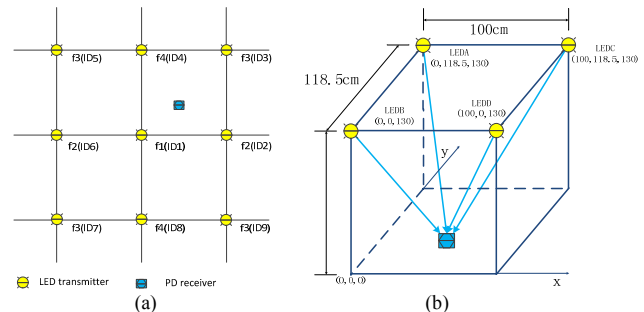 f3(ID5) f4(ID4) f3(ID3)
f2(ID6) f1(ID1) f2(ID2)
f3(ID7) f4(ID8) f3(ID9)
LED transmitter PD receiver
(a)
100cm
118.5cm
LEDA
(0,118.5,130)
LEDC
(100,118.5,130)
LEDB
(0,0,130)
LEDD
(100,0,130)
y
(0,0,0)
x
(b)